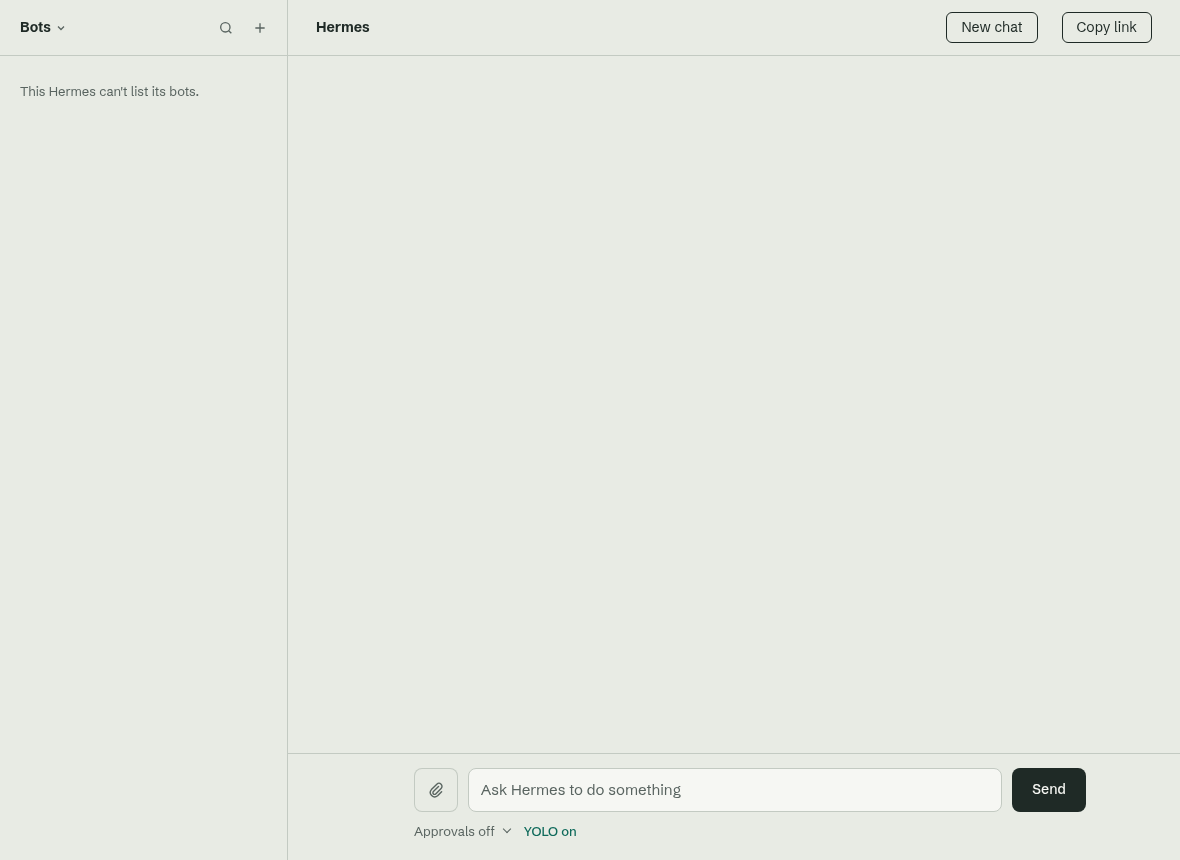 Bots
Hermes
New chat
Copy link
This Hermes can't list its bots.
Ask Hermes to do something
Send
Approvals off
YOLO on